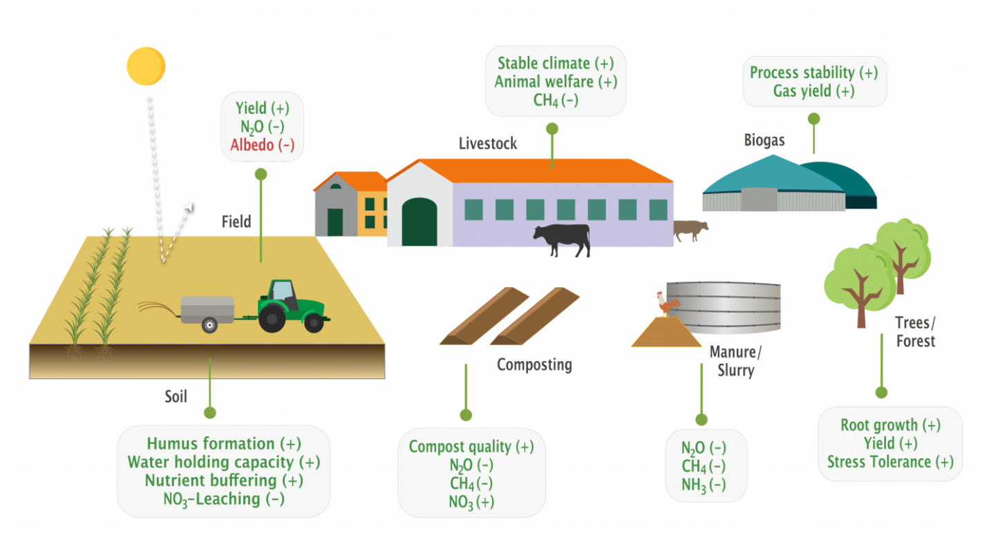 Stable climate (+)
Animal welfare (+)
CH₄ (–)
Process stability (+)
Gas yield (+)
Yield (+)
N₂O (–)
Albedo (–)
Livestock
Biogas
Field
Trees/
Forest
Manure/
Slurry
Composting
Soil
Humus formation (+)
Water holding capacity (+)
Nutrient buffering (+)
NO₃–Leaching (–)
Compost quality (+)
N₂O (–)
CH₄ (–)
NO₃ (+)
N₂O (–)
CH₄ (–)
NH₃ (–)
Root growth (+)
Yield (+)
Stress Tolerance (+)